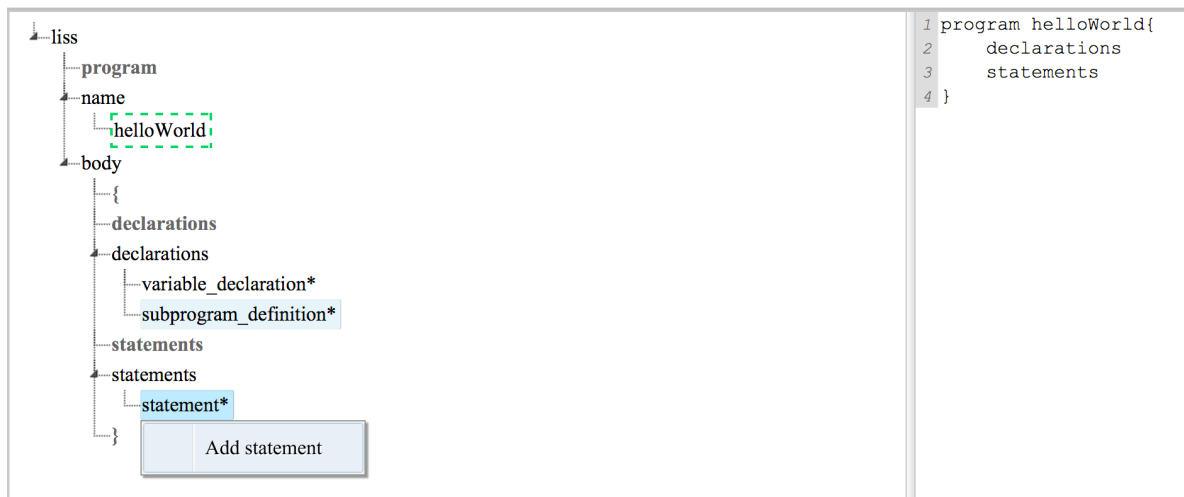 liss
program
name
helloWorld
body
{
declarations
declarations
variable_declaration*
subprogram_definition*
statements
statements
statement*
}
Add statement
1 program helloWorld{
2 declarations
3 statements
4 }